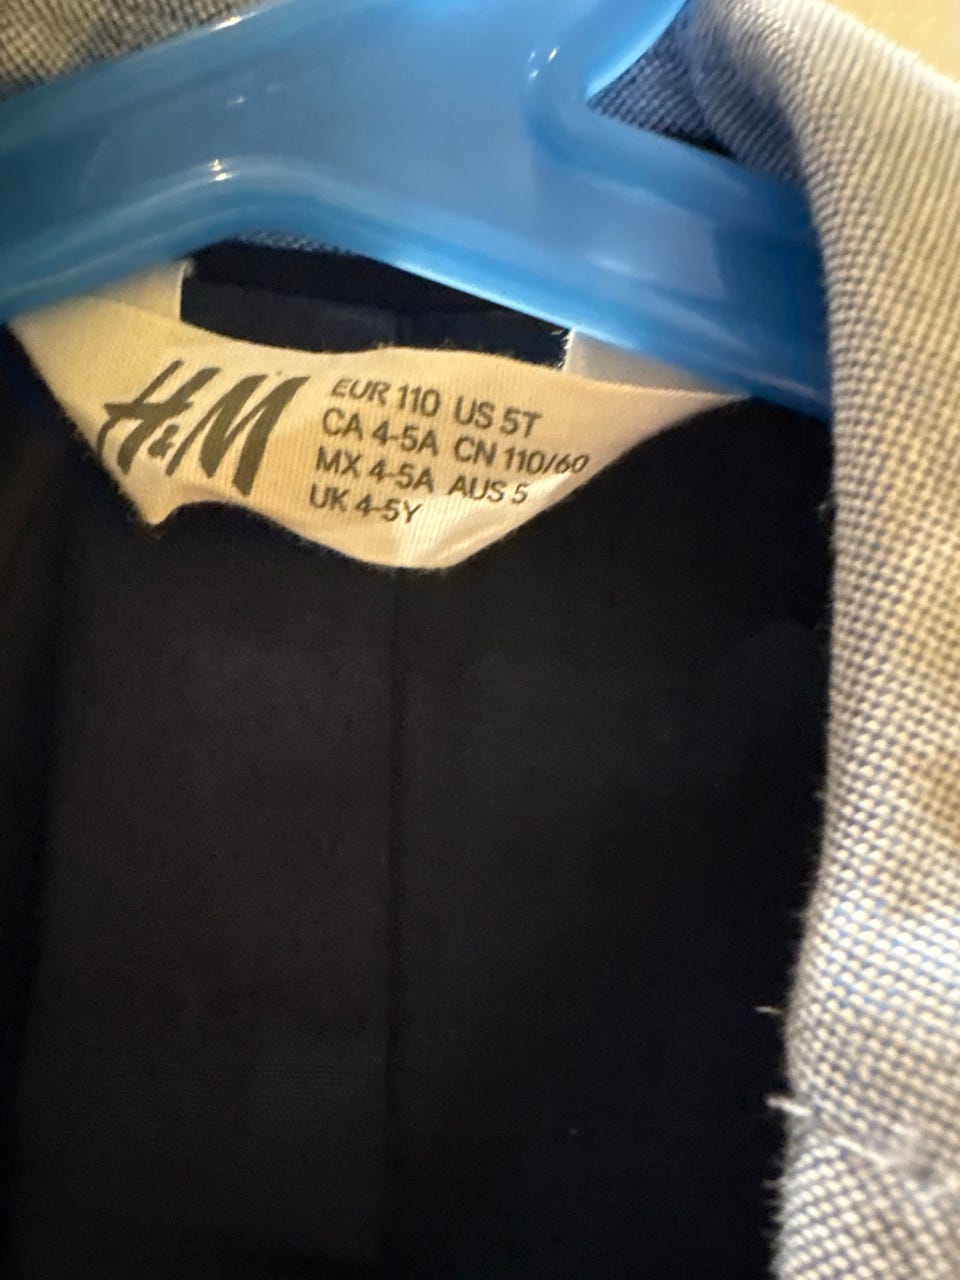 H&M
EUR 110 US 5T
CA 4-5A CN 110/60
MX 4-5A AUS 5
UK 4-5Y